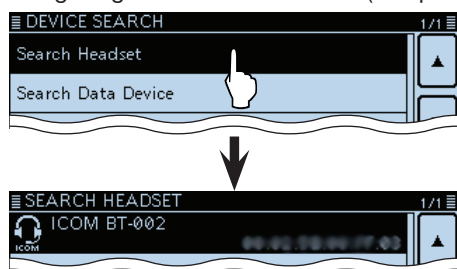 DEVICE SEARCH 1/1
Search Headset
Search Data Device
SEARCH HEADSET 1/1
ICOM BT-002
ICOM